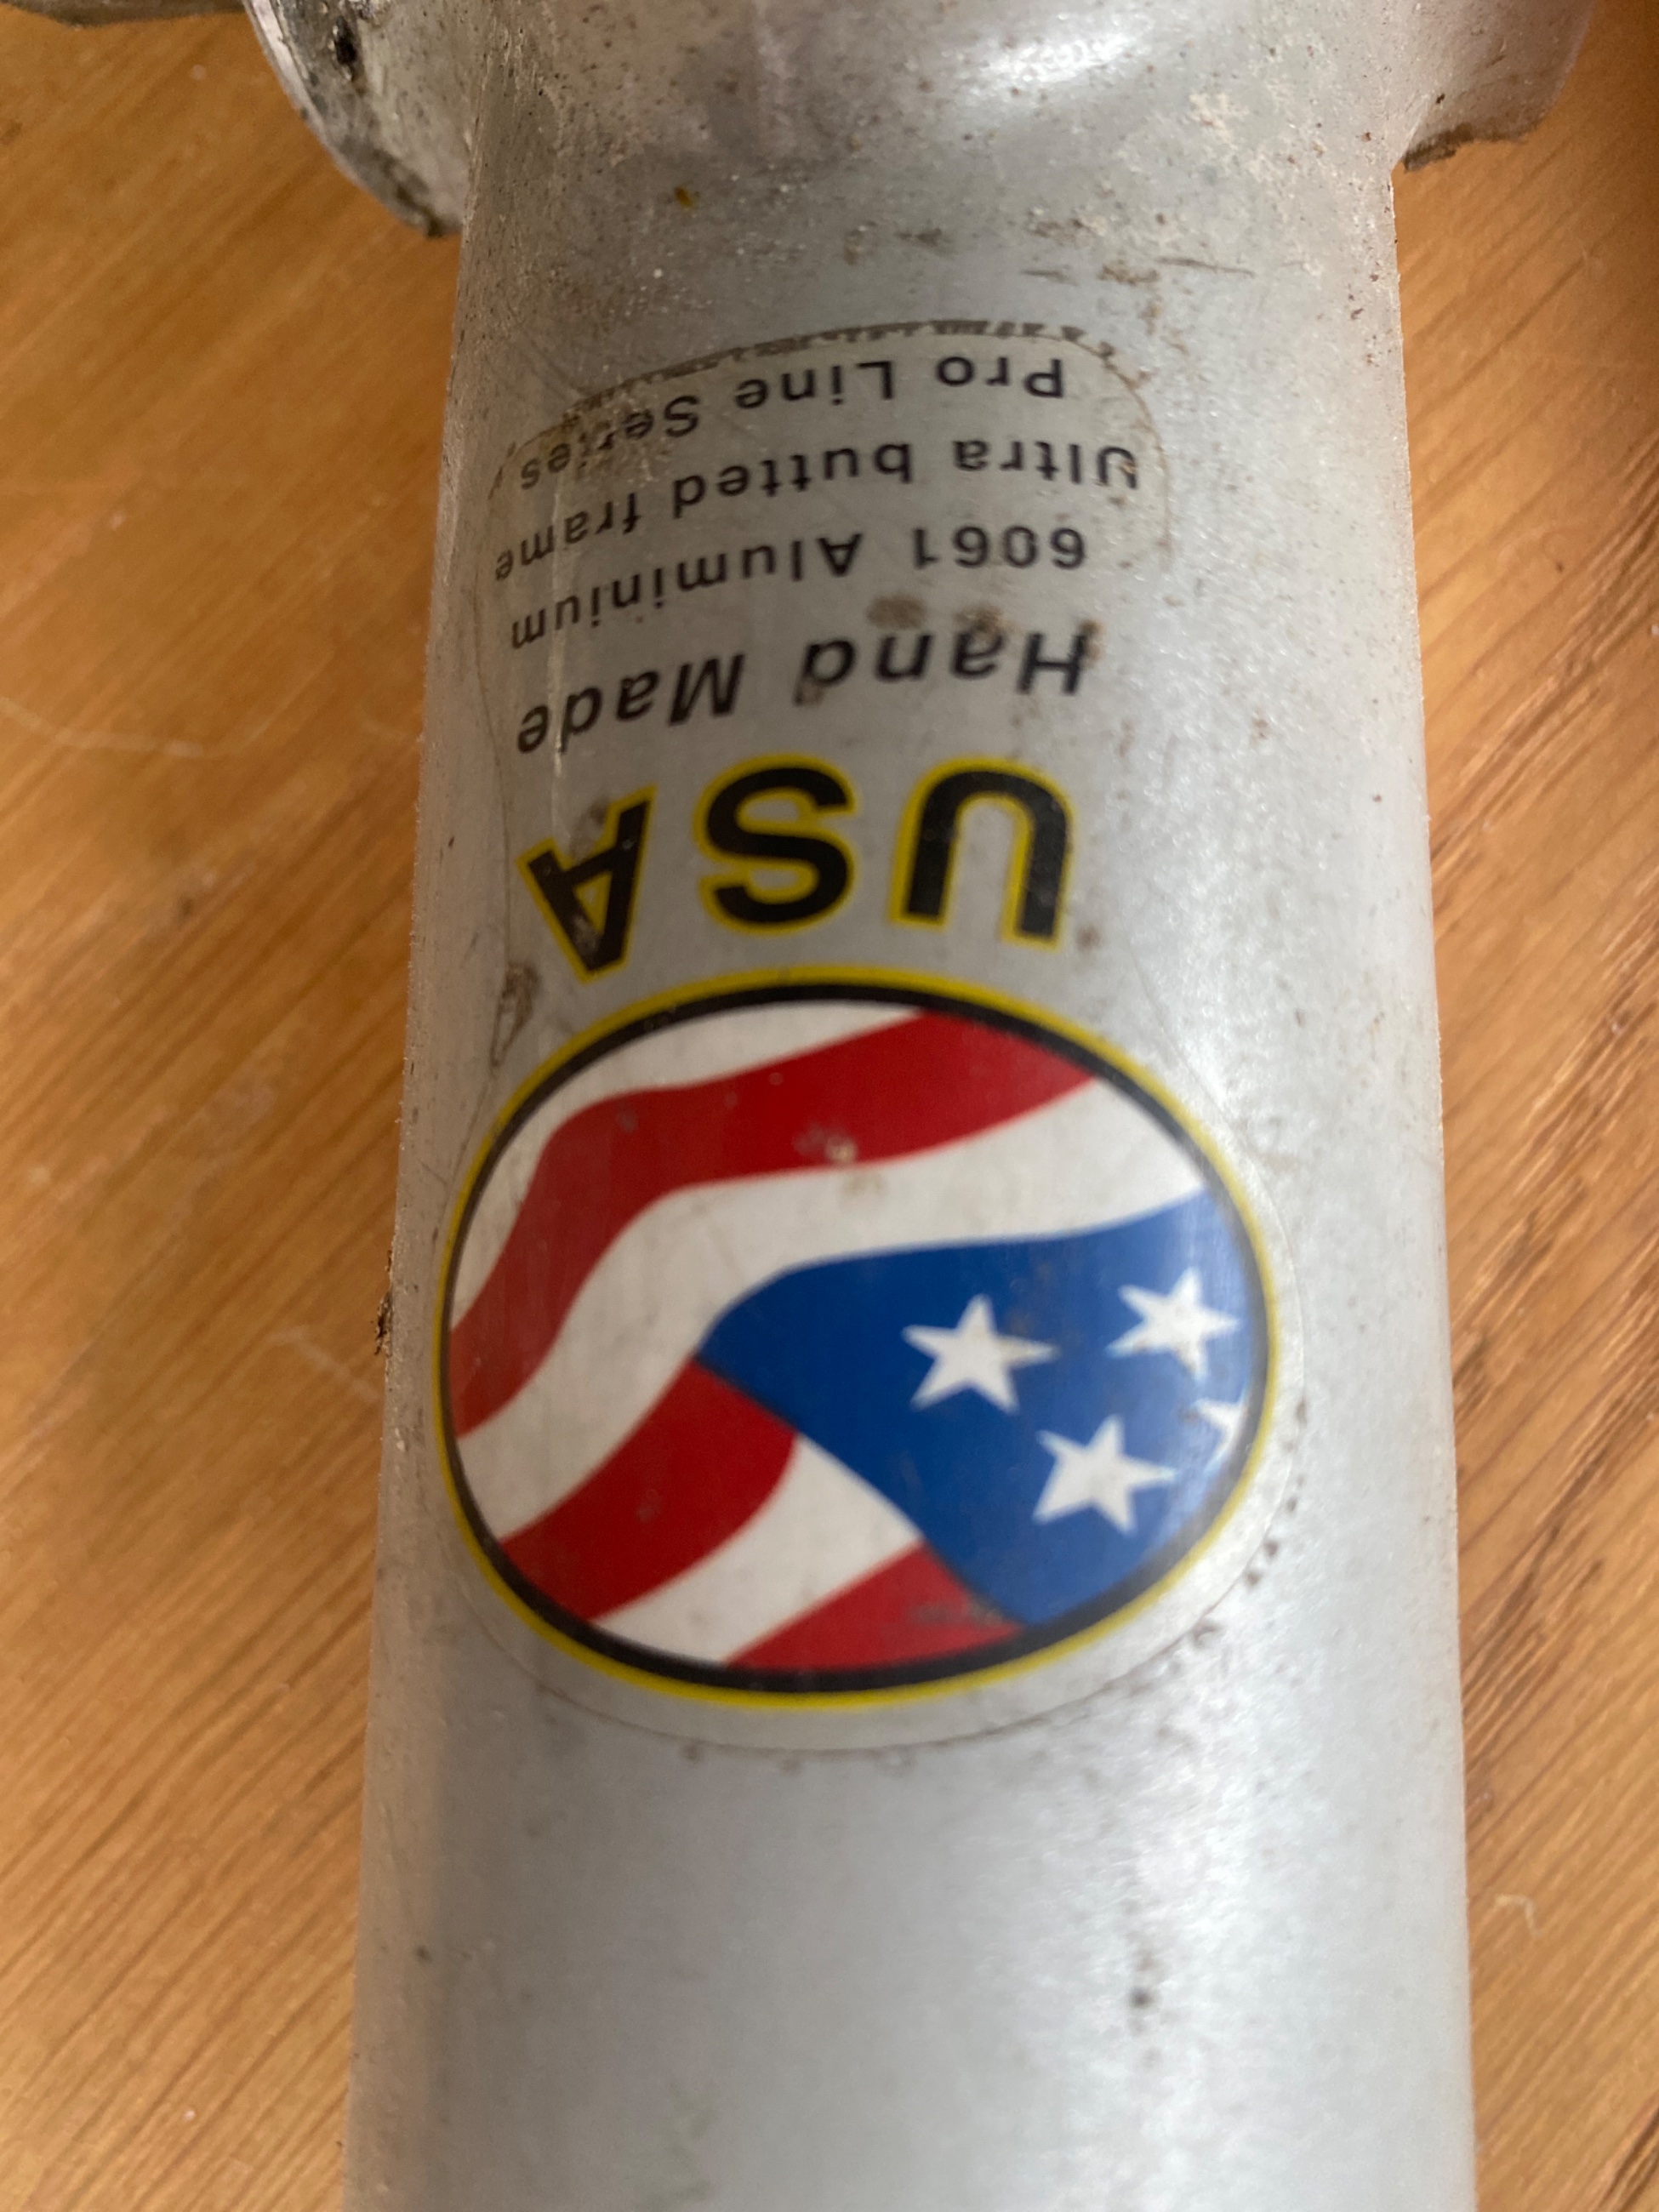 USA
Hand Made
6061 Aluminium
Ultra butted frame
Pro Line Series